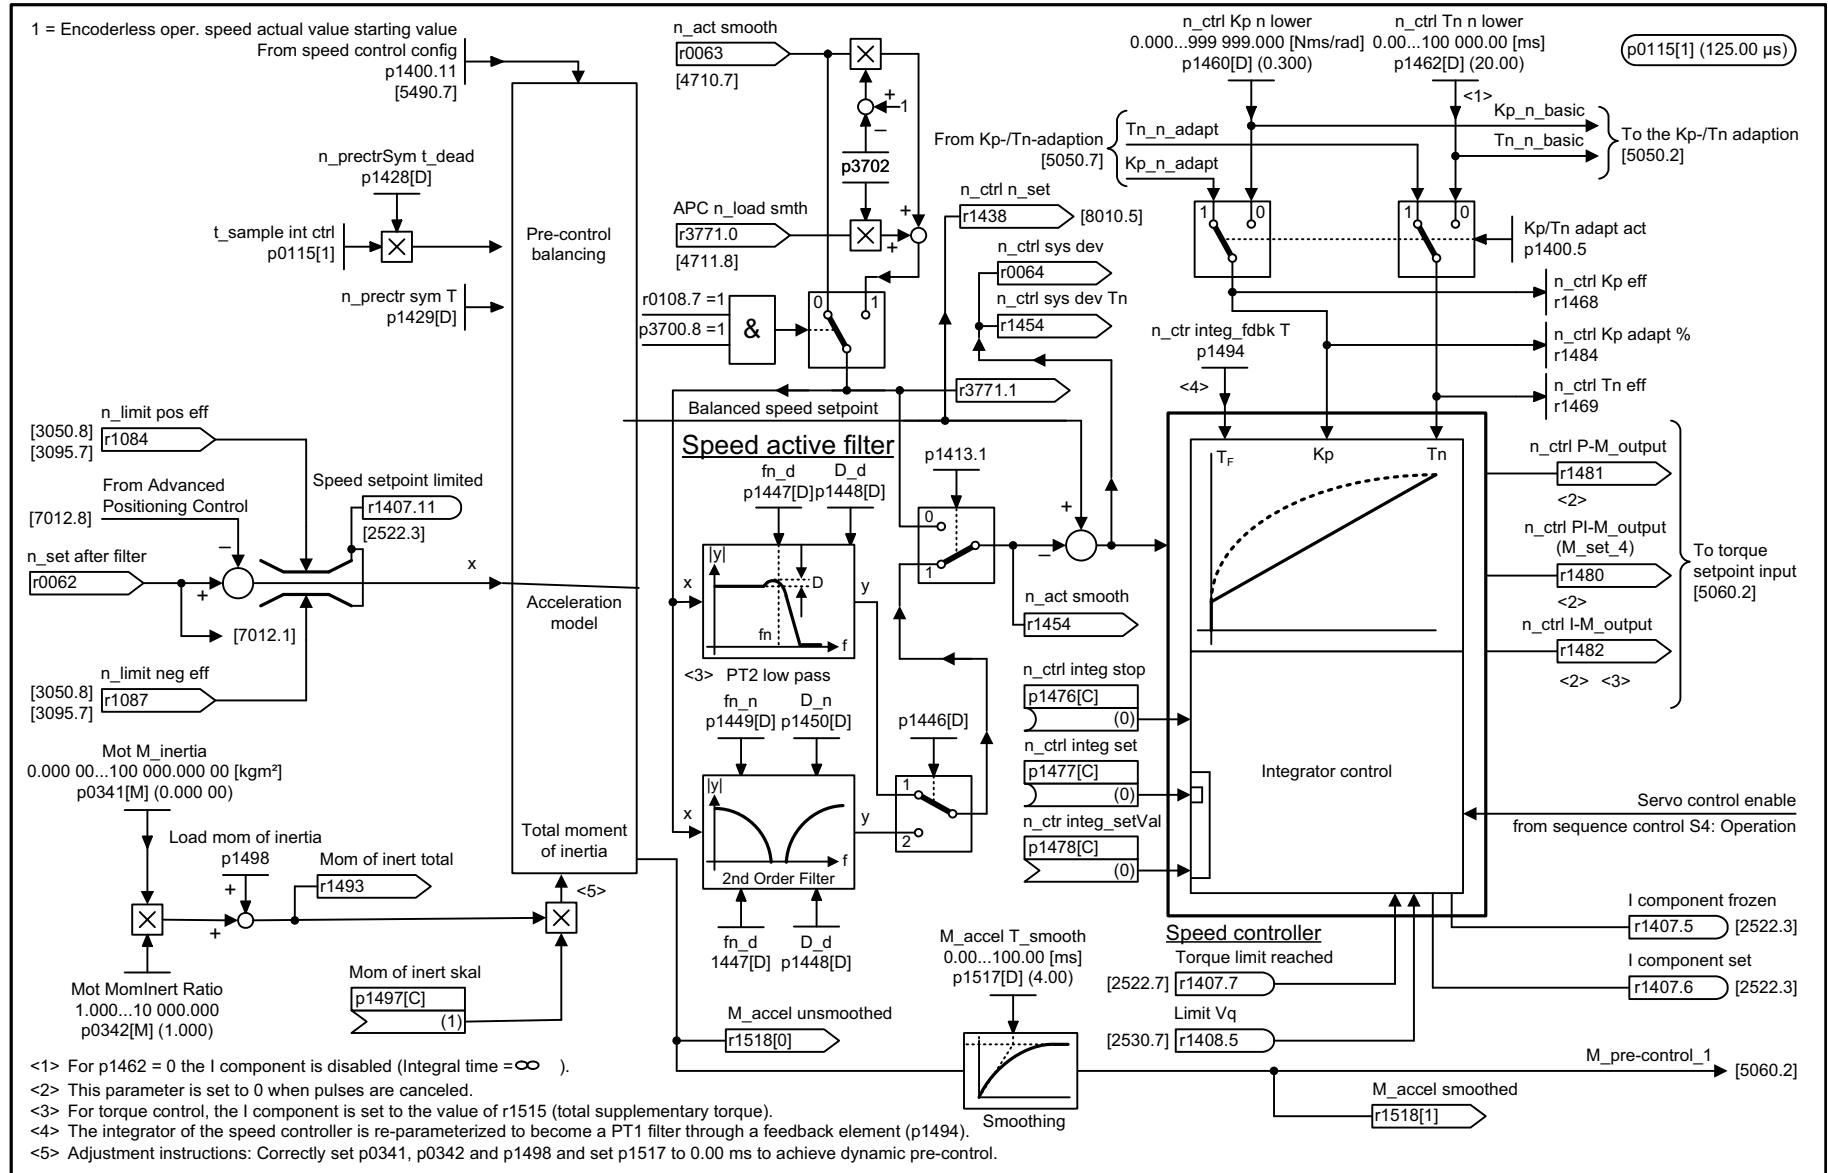 1 = Encoderless oper. speed actual value starting value
From speed control config
p1400.11
[5490.7]
n_prectrSym t_dead
p1428[D]
t_sample int ctrl
p0115[1]
n_prectr sym T
p1429[D]
Pre-control
balancing
n_act smooth
r0063
[4710.7]
+
1
–
p3702
APC n_load smth
r3771.0
[4711.8]
+
+
r0108.7 =1
p3700.8 =1
&
0
1
r3771.1
Balanced speed setpoint
n_ctrl n_set
r1438
[8010.5]
n_ctrl sys dev
r0064
n_ctrl sys dev Tn
r1454
n_ctrl Kp n lower
0.000...999 999.000 [Nms/rad]
p1460[D] (0.300)
n_ctrl Tn n lower
0.00...100 000.00 [ms]
p1462[D] (20.00)
<1>
p0115[1] (125.00 µs)
From Kp-/Tn-adaption
[5050.7]
Tn_n_adapt
Kp_n_adapt
Kp_n_basic
Tn_n_basic
To the Kp-/Tn adaption
[5050.2]
1
0
1
0
Kp/Tn adapt act
p1400.5
n_ctrl Kp eff
r1468
n_ctrl Kp adapt %
r1484
n_ctrl Tn eff
r1469
n_ctr integ_fdbk T
p1494
<4>
n_limit pos eff
[3050.8]
[3095.7]
r1084
From Advanced
Positioning Control
[7012.8]
–
Speed setpoint limited
r1407.11
[2522.3]
n_set after filter
r0062
+
x
[7012.1]
n_limit neg eff
[3050.8]
[3095.7]
r1087
Acceleration
model
Total moment
of inertia
Speed active filter
fn_d
p1447[D]
D_d
p1448[D]
|y|
x
D
fn
f
y
<3> PT2 low pass
fn_n
p1449[D]
D_n
p1450[D]
|y|
x
f
y
2nd Order Filter
fn_d
1447[D]
D_d
p1448[D]
p1413.1
0
1
+
–
n_act smooth
r1454
p1446[D]
1
2
T_F
Kp
Tn
Integrator control
Speed controller
n_ctrl integ stop
p1476[C]
(0)
n_ctrl integ set
p1477[C]
(0)
n_ctr integ_setVal
p1478[C]
(0)
n_ctrl P-M_output
r1481
<2>
n_ctrl PI-M_output
(M_set_4)
r1480
<2>
n_ctrl I-M_output
r1482
<2> <3>
To torque
setpoint input
[5060.2]
Servo control enable
from sequence control S4: Operation
I component frozen
r1407.5
[2522.3]
I component set
r1407.6
[2522.3]
Torque limit reached
[2522.7]
r1407.7
Limit Vq
[2530.7]
r1408.5
Mot M_inertia
0.000 00...100 000.000 00 [kgm²]
p0341[M] (0.000 00)
Load mom of inertia
p1498
+
+
Mom of inert total
r1493
<5>
Mot MomInert Ratio
1.000...10 000.000
p0342[M] (1.000)
Mom of inert skal
p1497[C]
(1)
M_accel unsmoothed
r1518[0]
M_accel T_smooth
0.00...100.00 [ms]
p1517[D] (4.00)
Smoothing
M_pre-control_1
[5060.2]
M_accel smoothed
r1518[1]
<1> For p1462 = 0 the I component is disabled (Integral time = ∞ ).
<2> This parameter is set to 0 when pulses are canceled.
<3> For torque control, the I component is set to the value of r1515 (total supplementary torque).
<4> The integrator of the speed controller is re-parameterized to become a PT1 filter through a feedback element (p1494).
<5> Adjustment instructions: Correctly set p0341, p0342 and p1498 and set p1517 to 0.00 ms to achieve dynamic pre-control.